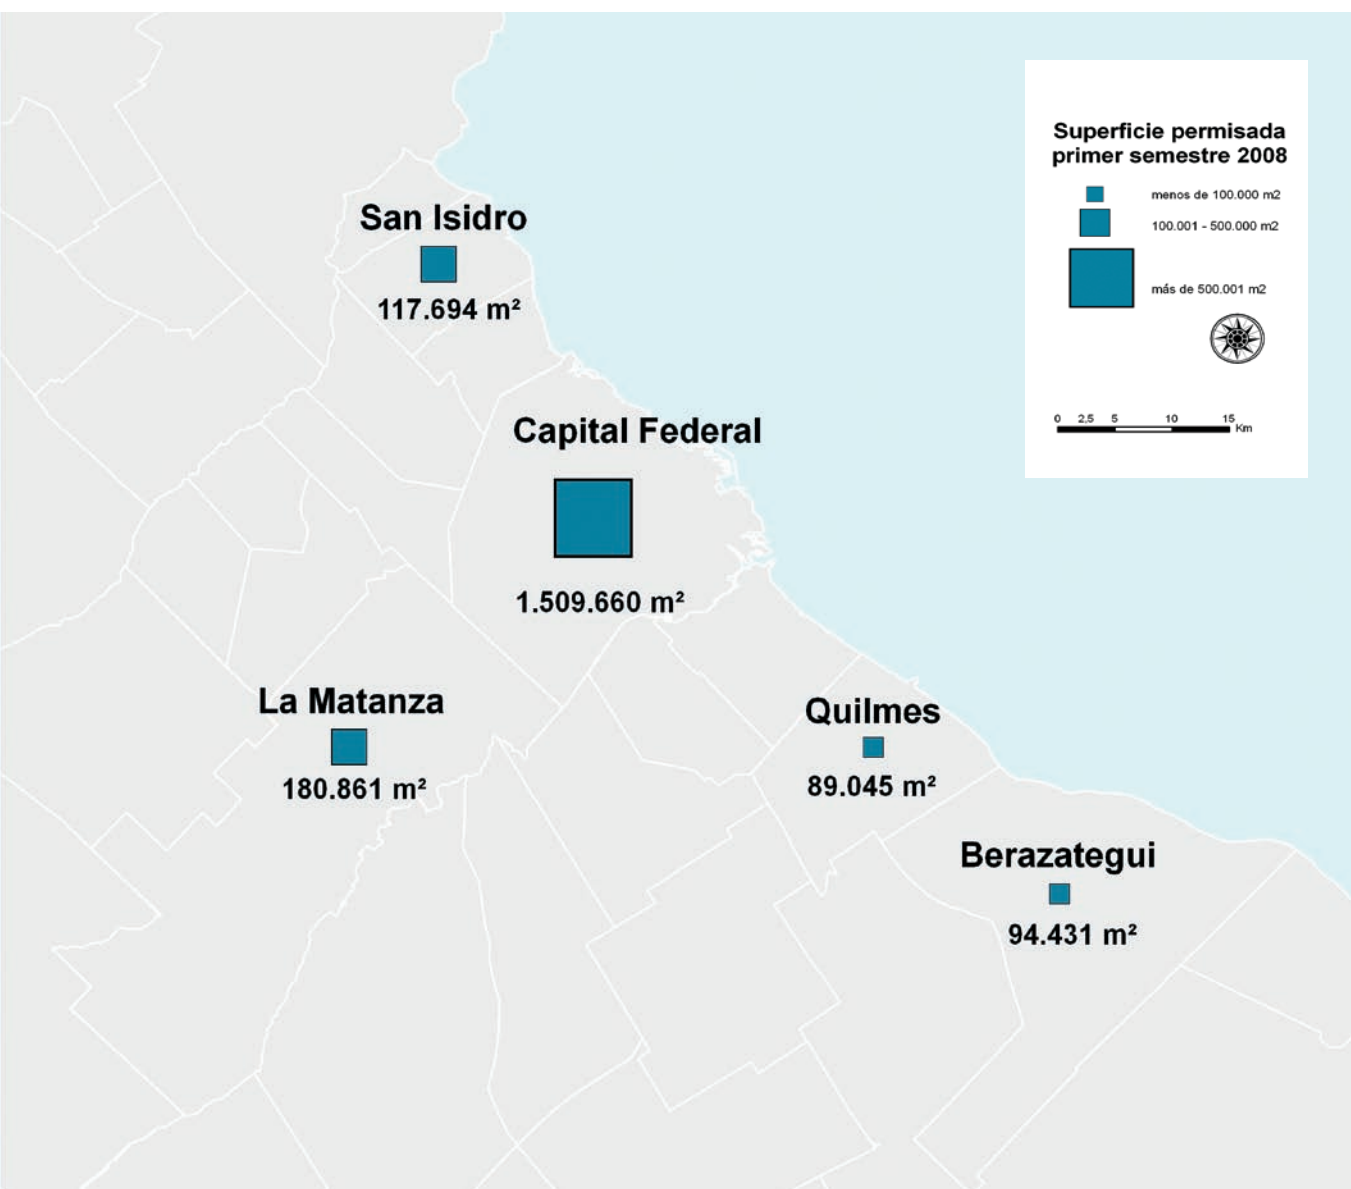 Superficie permisada
primer semestre 2008
menos de 100.000 m2
100.001 - 500.000 m2
más de 500.001 m2
0 2,5 5 10 15
Km
San Isidro
117.694 m²
Capital Federal
1.509.660 m²
La Matanza
180.861 m²
Quilmes
89.045 m²
Berazategui
94.431 m²